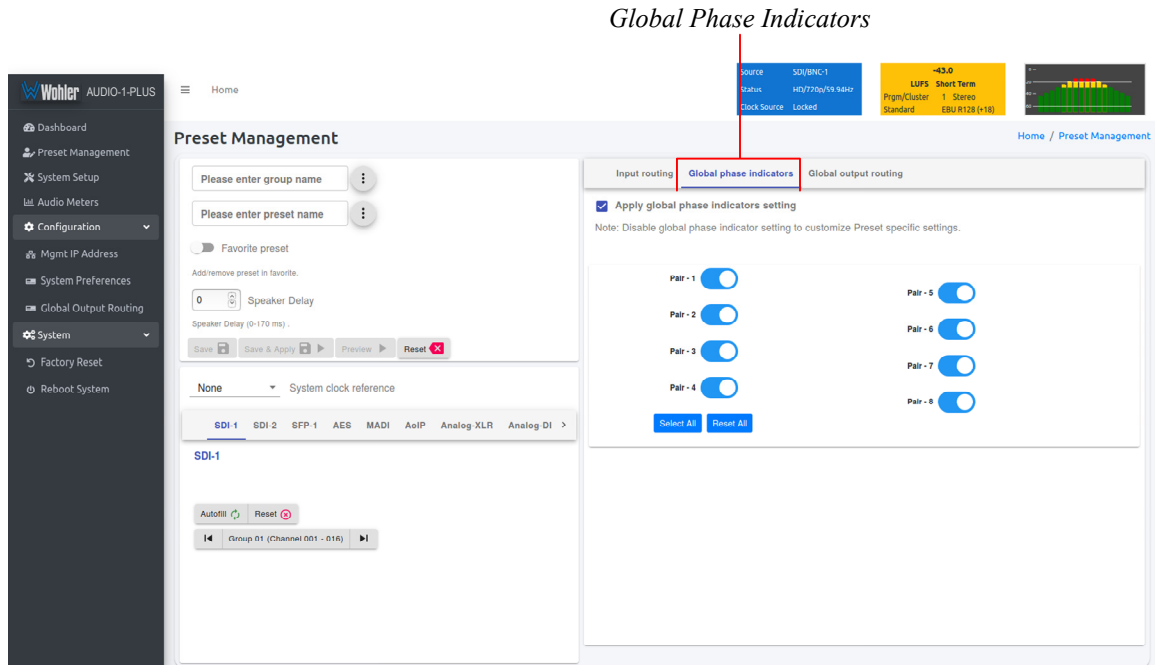 Global Phase Indicators
Wohler AUDIO-1-PLUS
Home
Source SDI/BNC-1
Status HD/720p/59.94Hz
Clock Source Locked
-43.0
LUFS Short Term
Prgm/Cluster 1 Stereo
Standard EBU R128 (+18)
Dashboard
Preset Management
System Setup
Audio Meters
Configuration
Mgmt IP Address
System Preferences
Global Output Routing
System
Factory Reset
Reboot System
Preset Management
Home / Preset Management
Please enter group name
Please enter preset name
Favorite preset
Add/remove preset in favorite.
0 Speaker Delay
Speaker Delay (0-170 ms) .
Save Save & Apply Preview Reset
None System clock reference
SDI-1 SDI-2 SFP-1 AES MADI AoIP Analog-XLR Analog-DI >
SDI-1
Autofill Reset
Group 01 (Channel 001 - 016)
Input routing Global phase indicators Global output routing
Apply global phase indicators setting
Note: Disable global phase indicator setting to customize Preset specific settings.
Pair - 1
Pair - 2
Pair - 3
Pair - 4
Pair - 5
Pair - 6
Pair - 7
Pair - 8
Select All Reset All